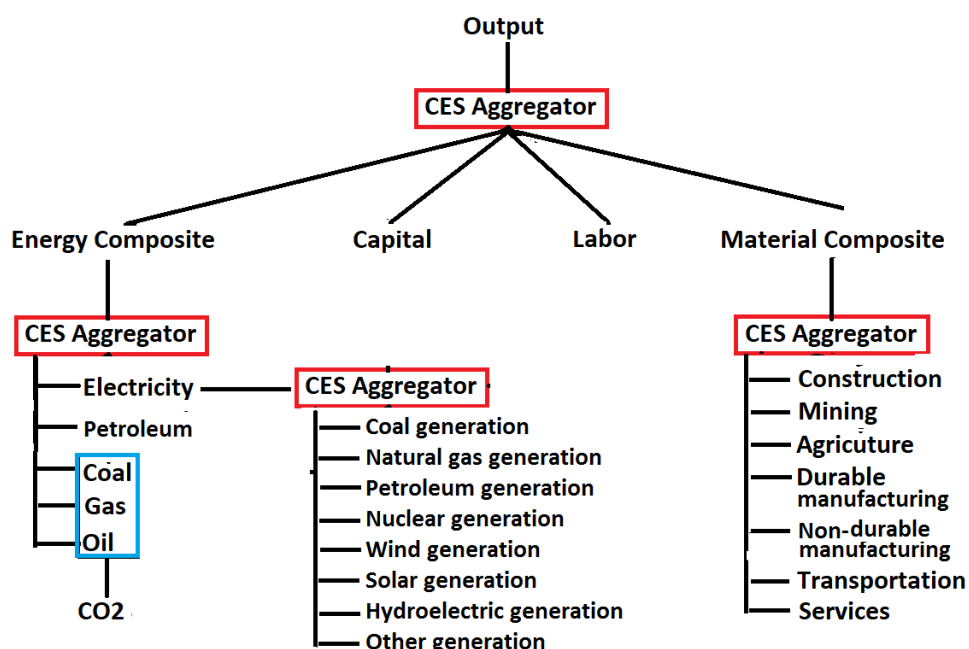 Output
CES Aggregator
Energy Composite
Capital
Labor
Material Composite
CES Aggregator
Electricity
Petroleum
Coal
Gas
Oil
CO2
CES Aggregator
Coal generation
Natural gas generation
Petroleum generation
Nuclear generation
Wind generation
Solar generation
Hydroelectric generation
Other generation
CES Aggregator
Construction
Mining
Agricuture
Durable
manufacturing
Non-durable
manufacturing
Transportation
Services